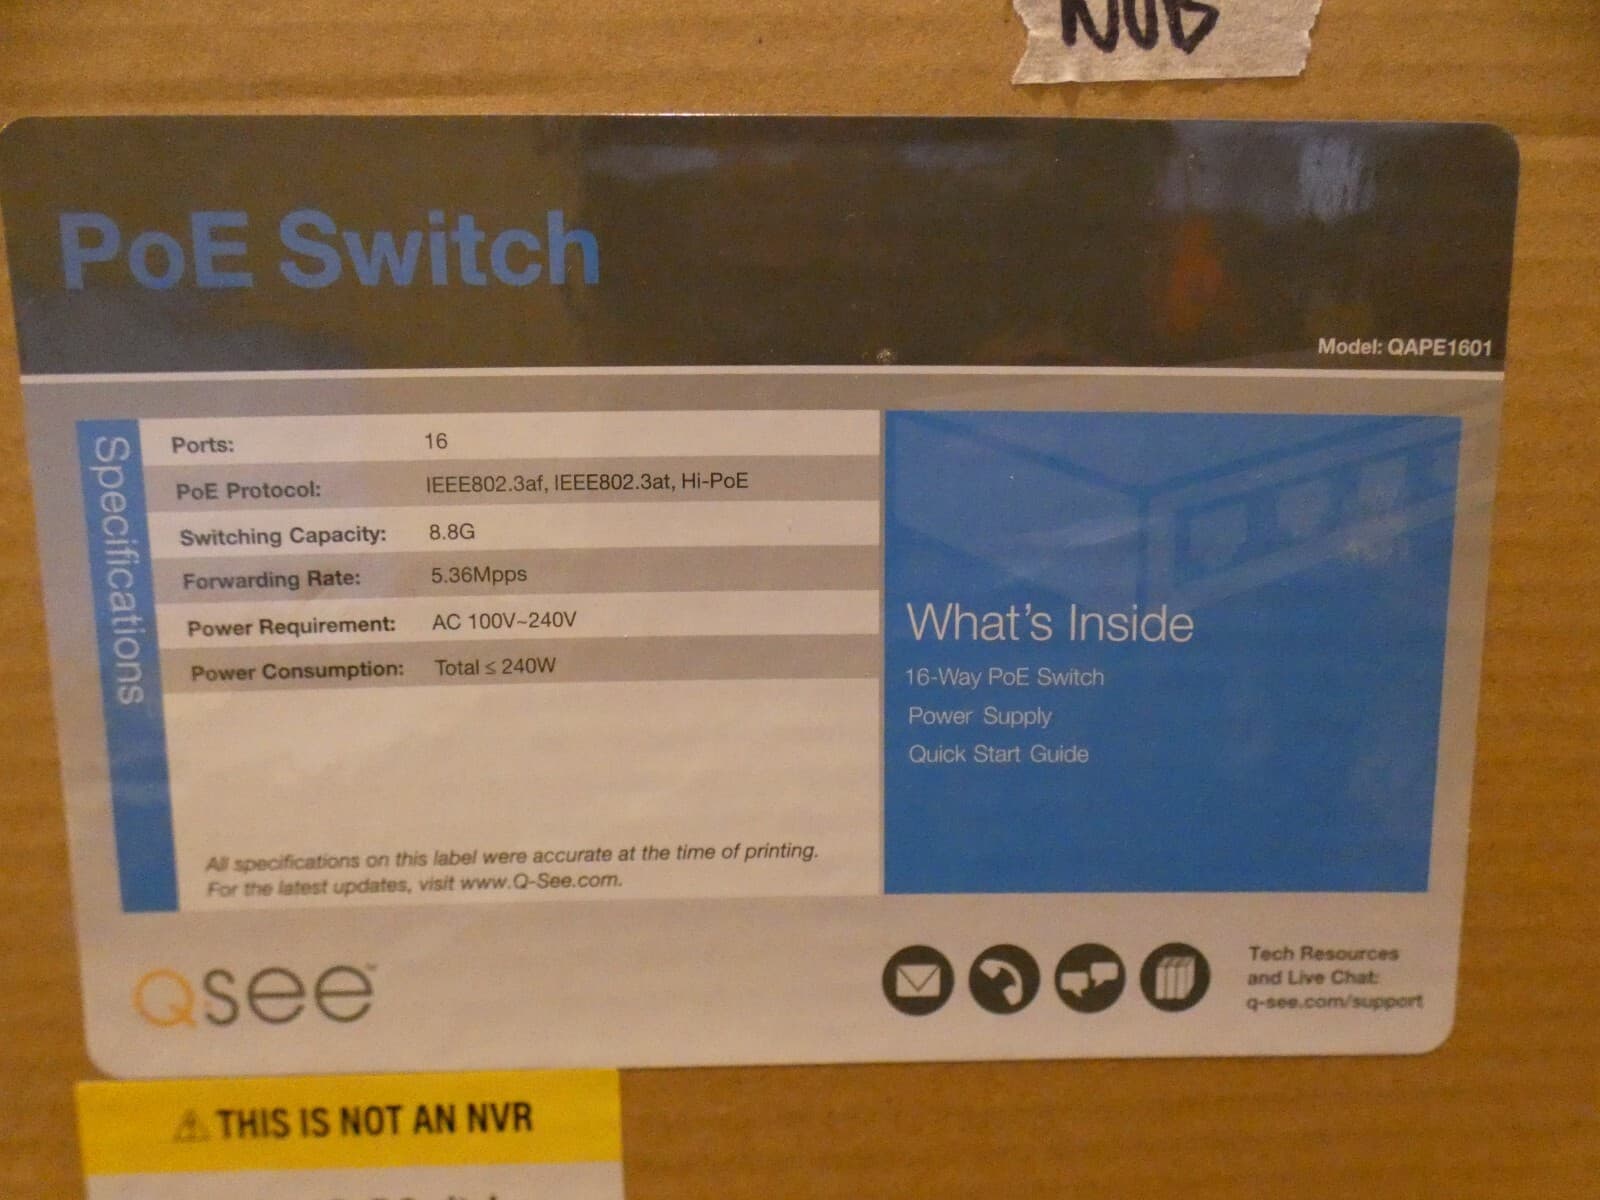 NUB
PoE Switch
Model: QAPE1601
Specifications
Ports: 16
PoE Protocol: IEEE802.3af, IEEE802.3at, Hi-PoE
Switching Capacity: 8.8G
Forwarding Rate: 5.36Mpps
Power Requirement: AC 100V~240V
Power Consumption: Total ≤ 240W
All specifications on this label were accurate at the time of printing.
For the latest updates, visit www.Q-See.com.
What's Inside
16-Way PoE Switch
Power Supply
Quick Start Guide
Qsee™
Tech Resources
and Live Chat:
q-see.com/support
⚠ THIS IS NOT AN NVR